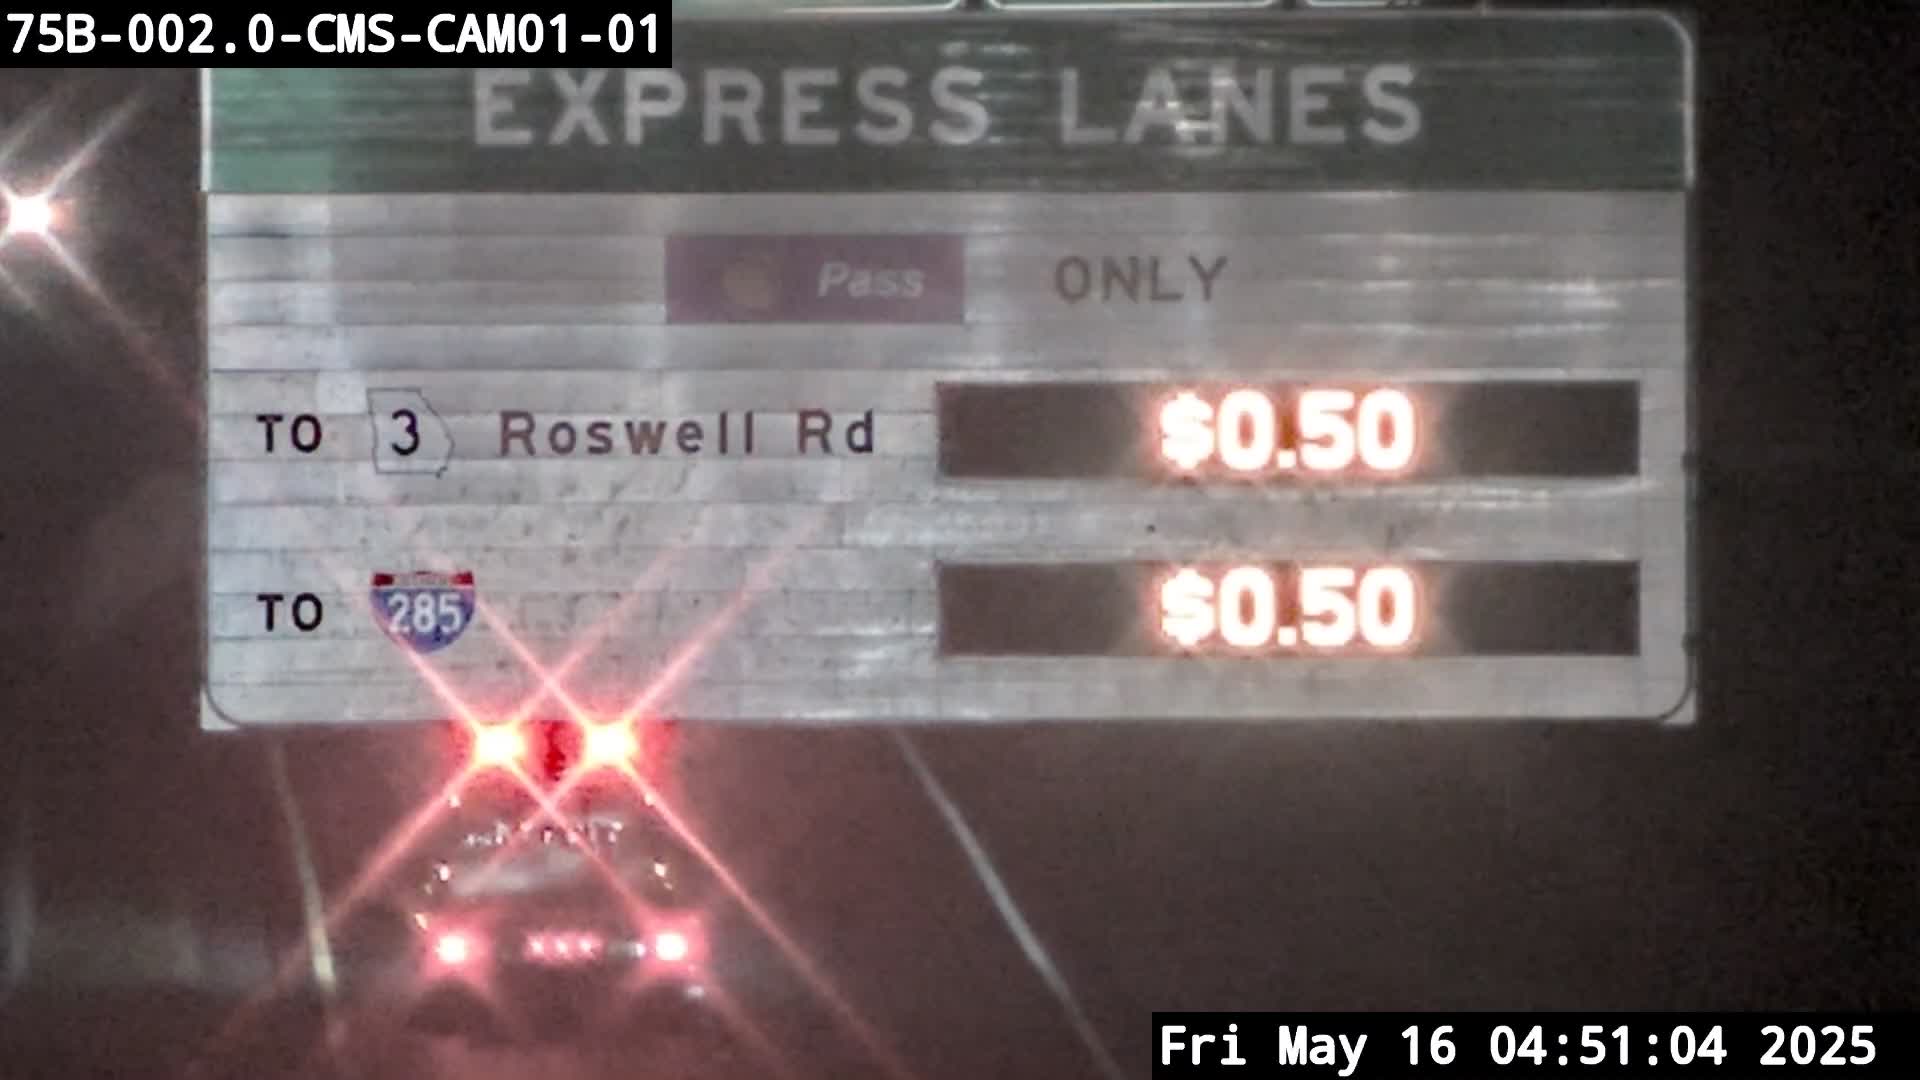 75B-002.0-CMS-CAM01-01
EXPRESS LANES
Pass ONLY
TO 3 Roswell Rd $0.50
TO 285 $0.50
Fri May 16 04:51:04 2025